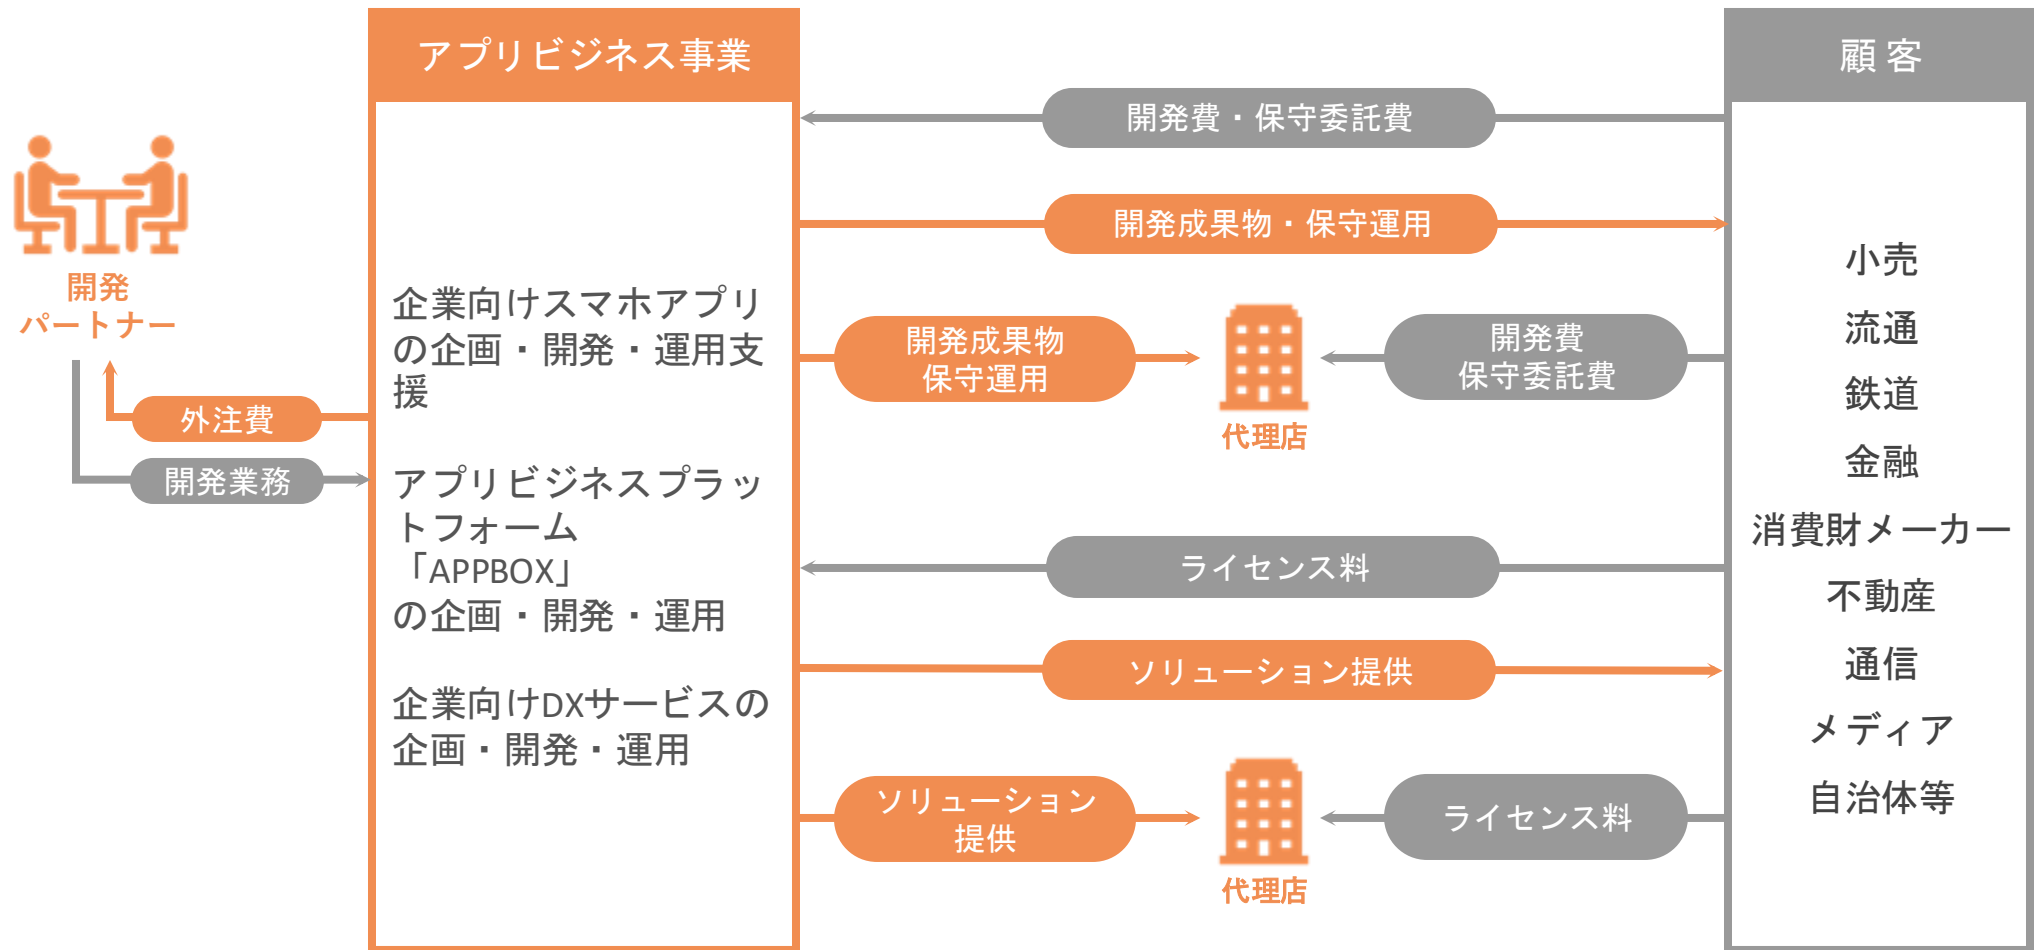 アプリビジネス事業
顧客
開発
パートナー
外注費
開発業務
企業向けスマホアプリ
の企画・開発・運用支
援
アプリビジネスプラッ
トフォーム
「APPBOX」
の企画・開発・運用
企業向けDXサービスの
企画・開発・運用
開発費・保守委託費
開発成果物・保守運用
開発成果物
保守運用
代理店
開発費
保守委託費
ライセンス料
ソリューション提供
ソリューション
提供
代理店
ライセンス料
小売
流通
鉄道
金融
消費財メーカー
不動産
通信
メディア
自治体等